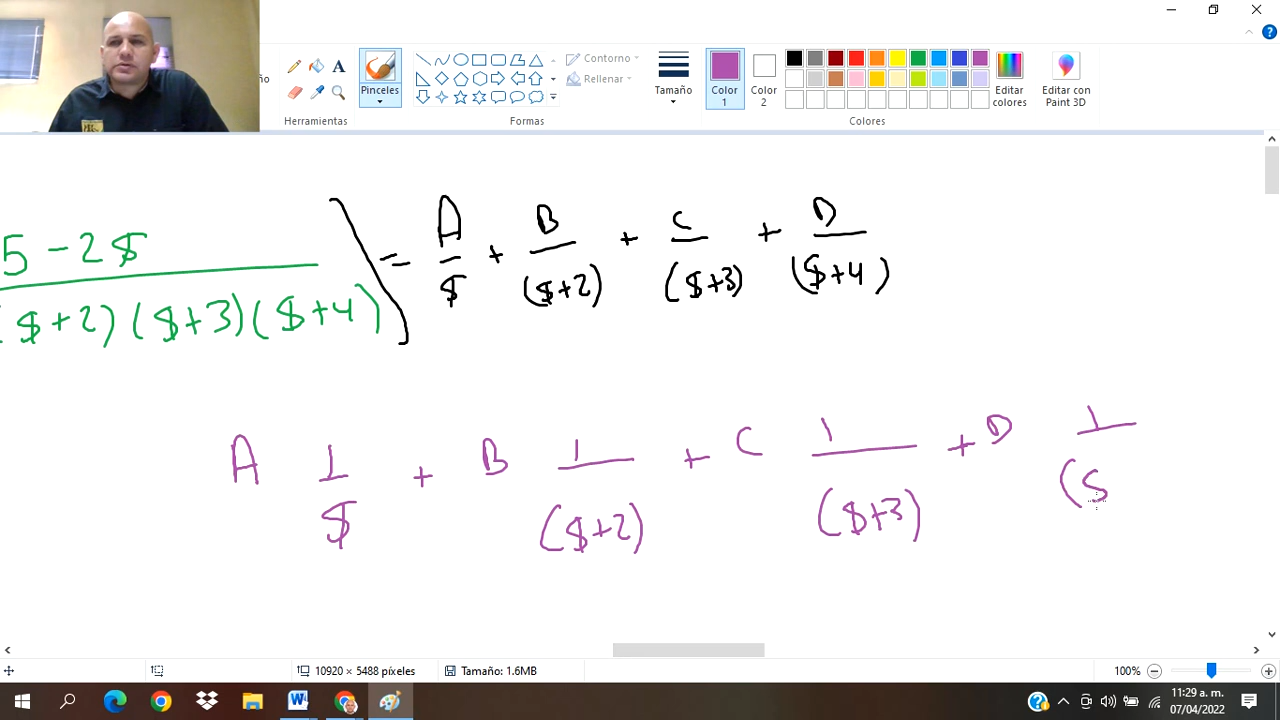 Contorno
Rellenar
Pinceles
Tamaño
Color
1
Color
2
Editar
colores
Editar con
Paint 3D
Herramientas
Formas
Colores
5 - 2$
($+2)($+3)($+4)
= A/$ + B/($+2) + C/($+3) + D/($+4)
A 1/$ + B 1/($+2) + C 1/($+3) + D 1/(S
10920 × 5488 píxeles
Tamaño: 1.6MB
100%
11:29 a. m.
07/04/2022